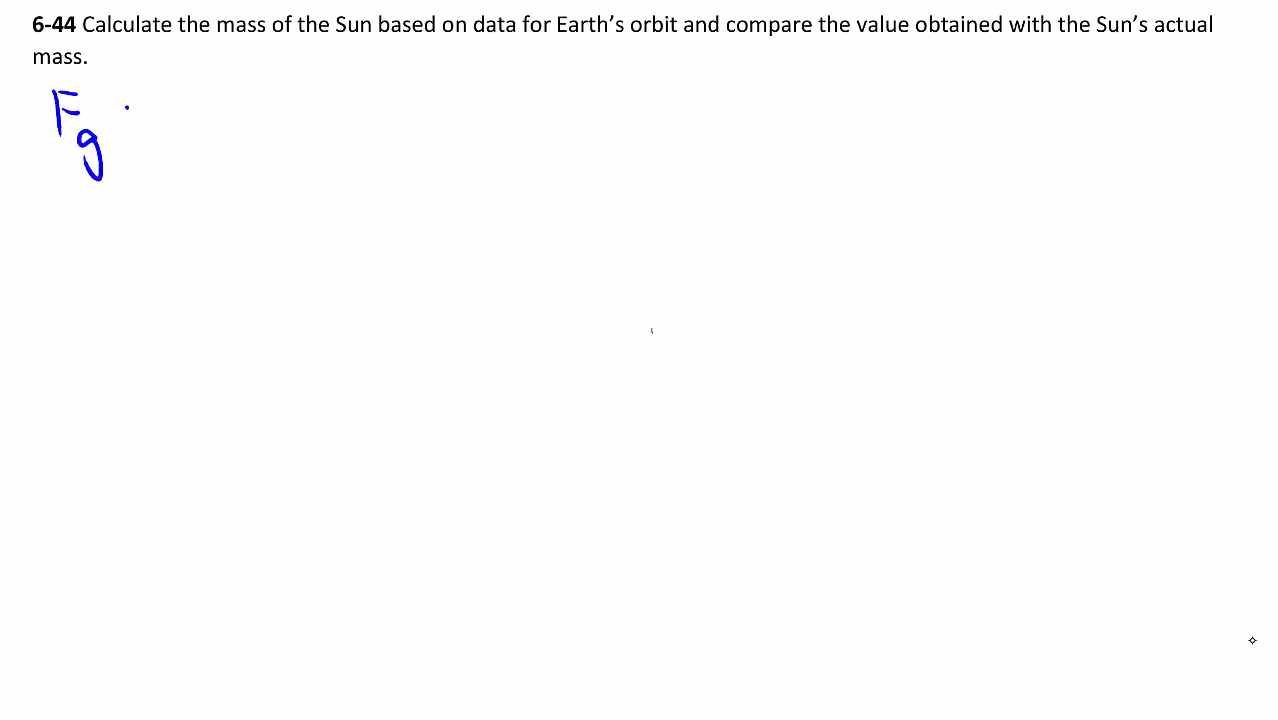 6-44 Calculate the mass of the Sun based on data for Earth’s orbit and compare the value obtained with the Sun’s actual
mass.
Fg